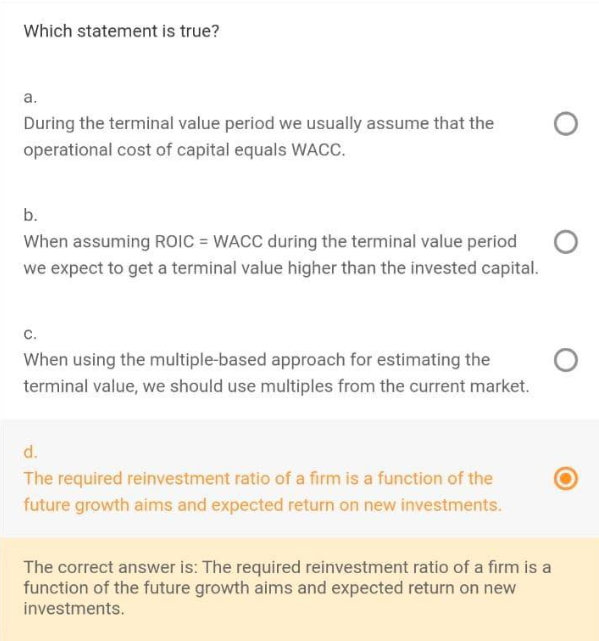 Which statement is true?
a.
During the terminal value period we usually assume that the
operational cost of capital equals WACC.
b.
When assuming ROIC = WACC during the terminal value period
we expect to get a terminal value higher than the invested capital.
c.
When using the multiple-based approach for estimating the
terminal value, we should use multiples from the current market.
d.
The required reinvestment ratio of a firm is a function of the
future growth aims and expected return on new investments.
The correct answer is: The required reinvestment ratio of a firm is a
function of the future growth aims and expected return on new
investments.